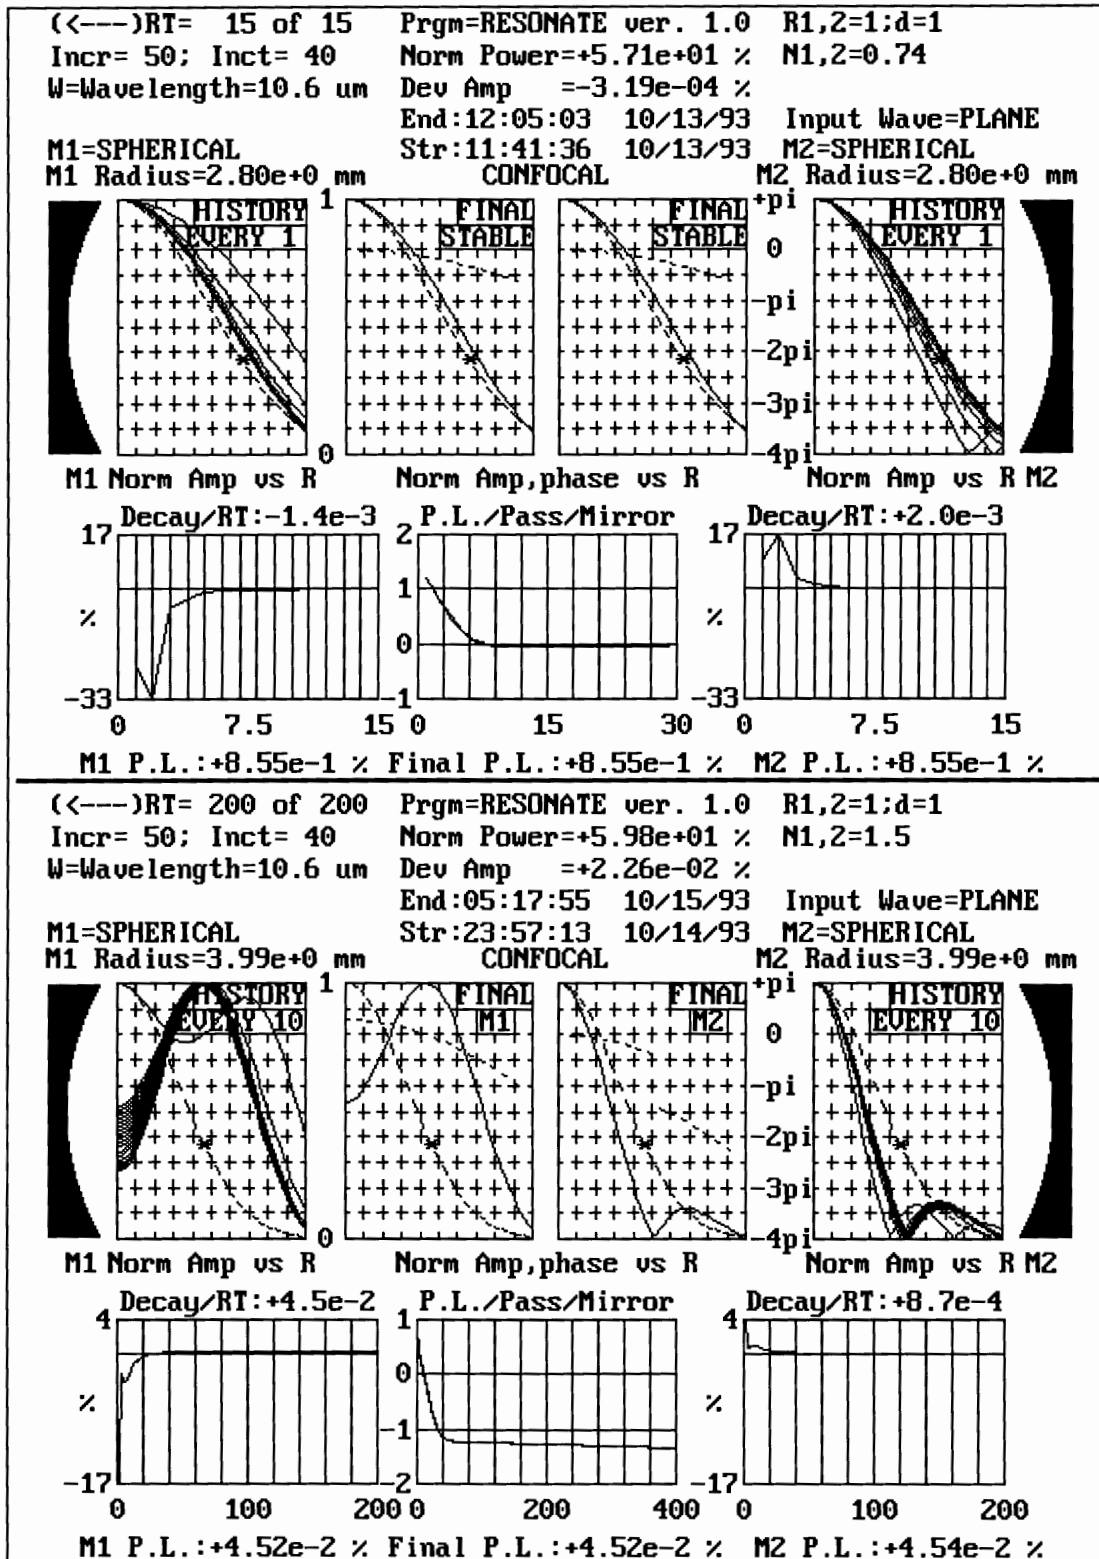 (<---)RT= 15 of 15 Prgm=RESONATE ver. 1.0 R1,2=1;d=1
Incr= 50; Inct= 40 Norm Power=+5.71e+01 % N1,2=0.74
W=Wavelength=10.6 um Dev Amp =-3.19e-04 %
End:12:05:03 10/13/93 Input Wave=PLANE
M1=SPHERICAL Str:11:41:36 10/13/93 M2=SPHERICAL
M1 Radius=2.80e+0 mm CONFOCAL M2 Radius=2.80e+0 mm
1 +pi
HISTORY FINAL FINAL HISTORY
EVERY 1 STABLE STABLE 0 EVERY 1
-pi
-2pi
-3pi
0 -4pi
M1 Norm Amp vs R Norm Amp,phase vs R Norm Amp vs R M2
Decay/RT:-1.4e-3 P.L./Pass/Mirror Decay/RT:+2.0e-3
17 2 17
1
% 0 %
-33 -1 -33
0 7.5 15 0 15 30 0 7.5 15
M1 P.L.:+8.55e-1 % Final P.L.:+8.55e-1 % M2 P.L.:+8.55e-1 %
(<---)RT= 200 of 200 Prgm=RESONATE ver. 1.0 R1,2=1;d=1
Incr= 50; Inct= 40 Norm Power=+5.98e+01 % N1,2=1.5
W=Wavelength=10.6 um Dev Amp =+2.26e-02 %
End:05:17:55 10/15/93 Input Wave=PLANE
M1=SPHERICAL Str:23:57:13 10/14/93 M2=SPHERICAL
M1 Radius=3.99e+0 mm CONFOCAL M2 Radius=3.99e+0 mm
1 +pi
HISTORY FINAL FINAL HISTORY
EVERY 10 M1 M2 0 EVERY 10
-pi
-2pi
-3pi
0 -4pi
M1 Norm Amp vs R Norm Amp,phase vs R Norm Amp vs R M2
Decay/RT:+4.5e-2 P.L./Pass/Mirror Decay/RT:+8.7e-4
4 1 4
0
% -1 %
-17 -2 -17
0 100 200 0 200 400 0 100 200
M1 P.L.:+4.52e-2 % Final P.L.:+4.52e-2 % M2 P.L.:+4.54e-2 %